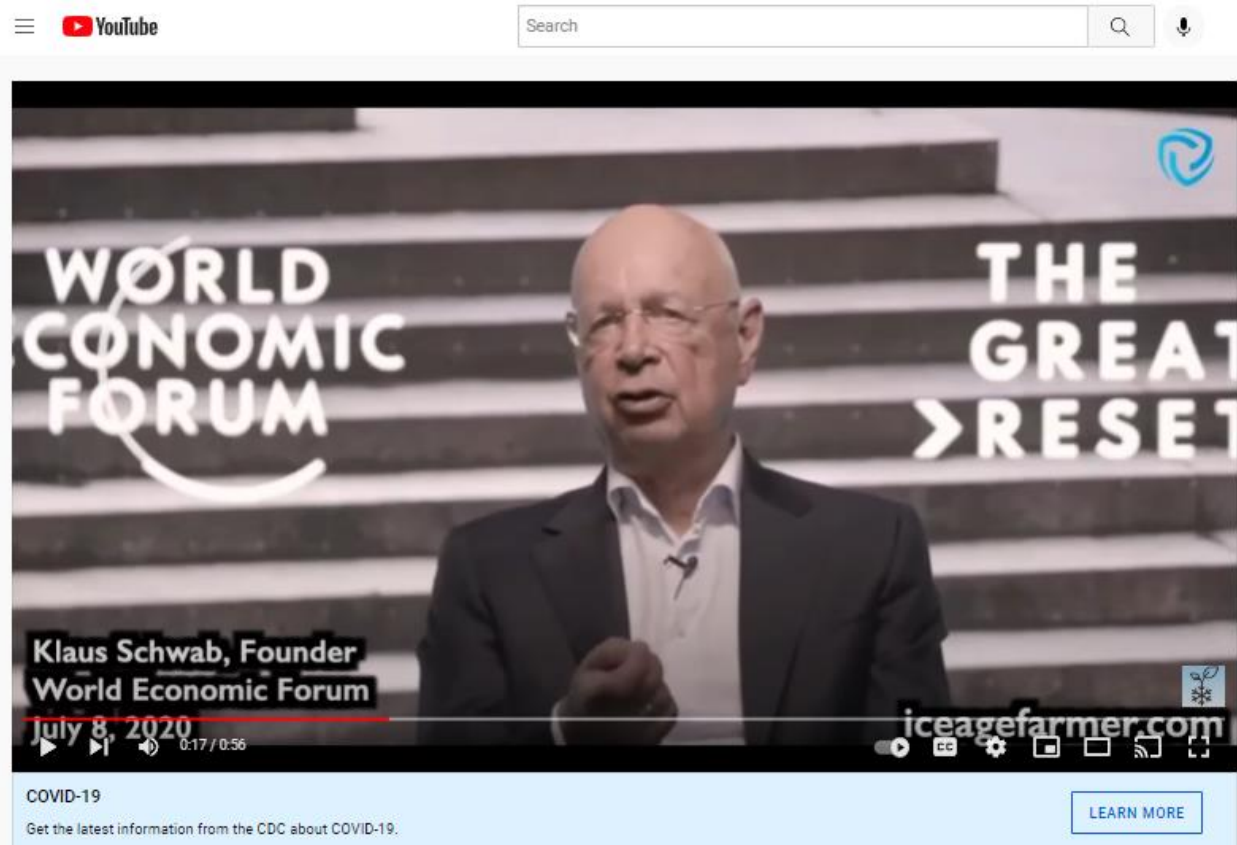 YouTube
Search
WORLD
ECONOMIC
FORUM
THE
GREAT
>RESET
Klaus Schwab, Founder
World Economic Forum
July 8, 2020
iceagefarmer.com
0:17 / 0:56
CC
COVID-19
Get the latest information from the CDC about COVID-19.
LEARN MORE